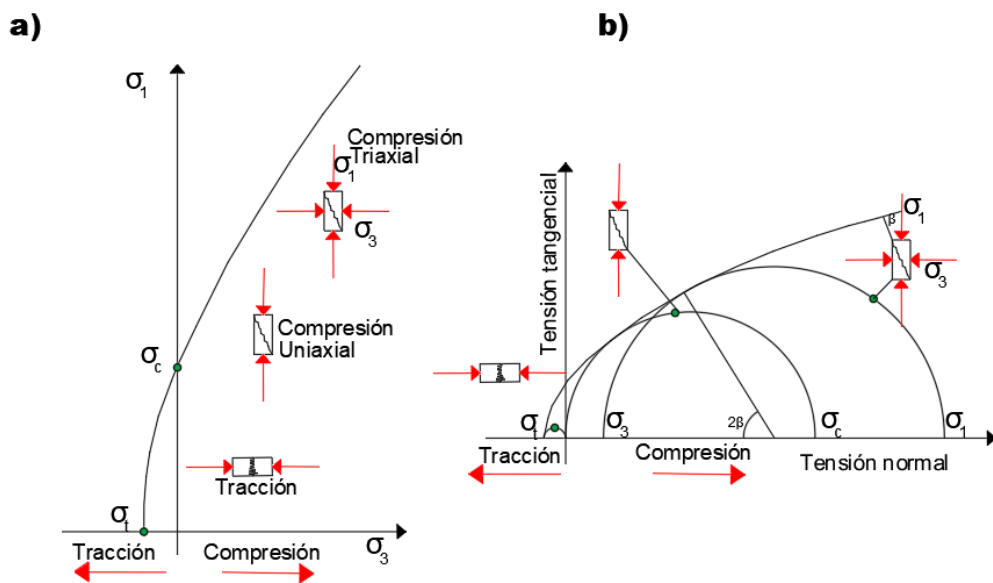 a)
σ1
Compresión
Triaxial
σ1
σ3
Compresión
Uniaxial
σc
Tracción
σt
Tracción
Compresión
σ3
b)
Tensión tangencial
σ1
β
σ3
σt
σ3
2β
σc
σ1
Tracción
Compresión
Tensión normal